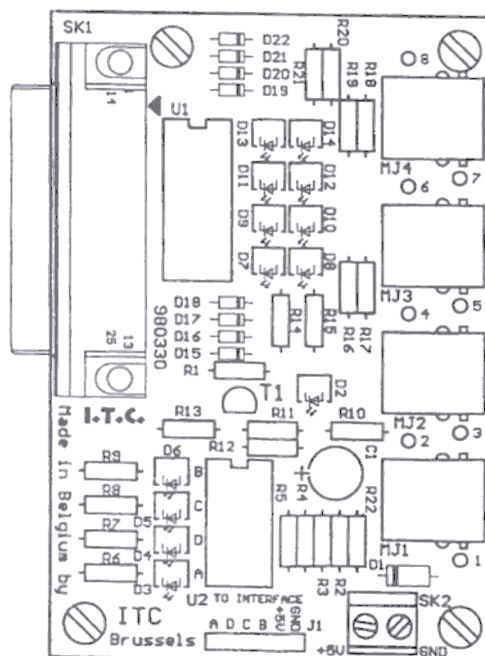 SK1
D22
D21
D20
D19
R20
R21
R19
R18
8
14
U1
D13
D14
D11
D12
D9
D10
D7
D8
MJ4
7
6
MJ3
5
4
D18
D17
D16
D15
980330
R14
R15
R16
R17
R1
25
13
T1
D2
I.T.C.
MJ2
3
2
R13
R11
R10
R12
D6
C1
Made in Belgium by
R9
B
R8
C
D5
R7
D
D4
R6
A
D3
+
R5
R4
R22
R3
R2
MJ1
1
D1
U2
TO INTERFACE
ITC
Brussels
A D C B +5V GND
J1
SK2
+5V
GND